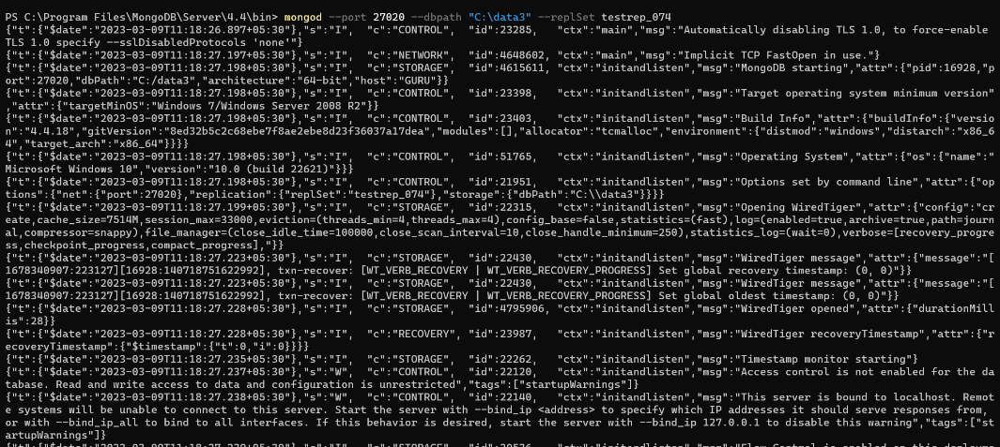 PS C:\Program Files\MongoDB\Server\4.4\bin> mongod --port 27020 --dbpath "C:\data3" --replSet testrep_074
{"t":{"$date":"2023-03-09T11:18:26.897+05:30"},"s":"I",  "c":"CONTROL",  "id":23285,   "ctx":"main","msg":"Automatically disabling TLS 1.0, to force-enable
TLS 1.0 specify --sslDisabledProtocols 'none'"}
{"t":{"$date":"2023-03-09T11:18:27.197+05:30"},"s":"I",  "c":"NETWORK",  "id":4648602, "ctx":"main","msg":"Implicit TCP FastOpen in use."}
{"t":{"$date":"2023-03-09T11:18:27.198+05:30"},"s":"I",  "c":"STORAGE",  "id":4615611, "ctx":"initandlisten","msg":"MongoDB starting","attr":{"pid":16928,"p
ort":27020,"dbPath":"C:/data3","architecture":"64-bit","host":"GURU"}}
{"t":{"$date":"2023-03-09T11:18:27.198+05:30"},"s":"I",  "c":"CONTROL",  "id":23398,   "ctx":"initandlisten","msg":"Target operating system minimum version"
,"attr":{"targetMinOS":"Windows 7/Windows Server 2008 R2"}}
{"t":{"$date":"2023-03-09T11:18:27.198+05:30"},"s":"I",  "c":"CONTROL",  "id":23403,   "ctx":"initandlisten","msg":"Build Info","attr":{"buildInfo":{"versio
n":"4.4.18","gitVersion":"8ed32b5c2c68ebe7f8ae2ebe8d23f36037a17dea","modules":[],"allocator":"tcmalloc","environment":{"distmod":"windows","distarch":"x86_6
4","target_arch":"x86_64"}}}}
{"t":{"$date":"2023-03-09T11:18:27.198+05:30"},"s":"I",  "c":"CONTROL",  "id":51765,   "ctx":"initandlisten","msg":"Operating System","attr":{"os":{"name":"
Microsoft Windows 10","version":"10.0 (build 22621)"}}}
{"t":{"$date":"2023-03-09T11:18:27.198+05:30"},"s":"I",  "c":"CONTROL",  "id":21951,   "ctx":"initandlisten","msg":"Options set by command line","attr":{"op
tions":{"net":{"port":27020},"replication":{"replSet":"testrep_074"},"storage":{"dbPath":"C:\\data3"}}}}
{"t":{"$date":"2023-03-09T11:18:27.199+05:30"},"s":"I",  "c":"STORAGE",  "id":22315,   "ctx":"initandlisten","msg":"Opening WiredTiger","attr":{"config":"cr
eate,cache_size=7514M,session_max=33000,eviction=(threads_min=4,threads_max=4),config_base=false,statistics=(fast),log=(enabled=true,archive=true,path=journ
al,compressor=snappy),file_manager=(close_idle_time=100000,close_scan_interval=10,close_handle_minimum=250),statistics_log=(wait=0),verbose=[recovery_progre
ss,checkpoint_progress,compact_progress],"}}
{"t":{"$date":"2023-03-09T11:18:27.223+05:30"},"s":"I",  "c":"STORAGE",  "id":22430,   "ctx":"initandlisten","msg":"WiredTiger message","attr":{"message":"[
1678340907:223127][16928:140718751622992], txn-recover: [WT_VERB_RECOVERY | WT_VERB_RECOVERY_PROGRESS] Set global recovery timestamp: (0, 0)"}}
{"t":{"$date":"2023-03-09T11:18:27.223+05:30"},"s":"I",  "c":"STORAGE",  "id":22430,   "ctx":"initandlisten","msg":"WiredTiger message","attr":{"message":"[
1678340907:223127][16928:140718751622992], txn-recover: [WT_VERB_RECOVERY | WT_VERB_RECOVERY_PROGRESS] Set global oldest timestamp: (0, 0)"}}
{"t":{"$date":"2023-03-09T11:18:27.228+05:30"},"s":"I",  "c":"STORAGE",  "id":4795906, "ctx":"initandlisten","msg":"WiredTiger opened","attr":{"durationMill
is":28}}
{"t":{"$date":"2023-03-09T11:18:27.228+05:30"},"s":"I",  "c":"RECOVERY", "id":23987,   "ctx":"initandlisten","msg":"WiredTiger recoveryTimestamp","attr":{"r
ecoveryTimestamp":{"$timestamp":{"t":0,"i":0}}}}
{"t":{"$date":"2023-03-09T11:18:27.235+05:30"},"s":"I",  "c":"STORAGE",  "id":22262,   "ctx":"initandlisten","msg":"Timestamp monitor starting"}
{"t":{"$date":"2023-03-09T11:18:27.237+05:30"},"s":"W",  "c":"CONTROL",  "id":22120,   "ctx":"initandlisten","msg":"Access control is not enabled for the da
tabase. Read and write access to data and configuration is unrestricted","tags":["startupWarnings"]}
{"t":{"$date":"2023-03-09T11:18:27.238+05:30"},"s":"W",  "c":"CONTROL",  "id":22140,   "ctx":"initandlisten","msg":"This server is bound to localhost. Remot
e systems will be unable to connect to this server. Start the server with --bind_ip <address> to specify which IP addresses it should serve responses from,
or with --bind_ip_all to bind to all interfaces. If this behavior is desired, start the server with --bind_ip 127.0.0.1 to disable this warning","tags":["st
artupWarnings"]}